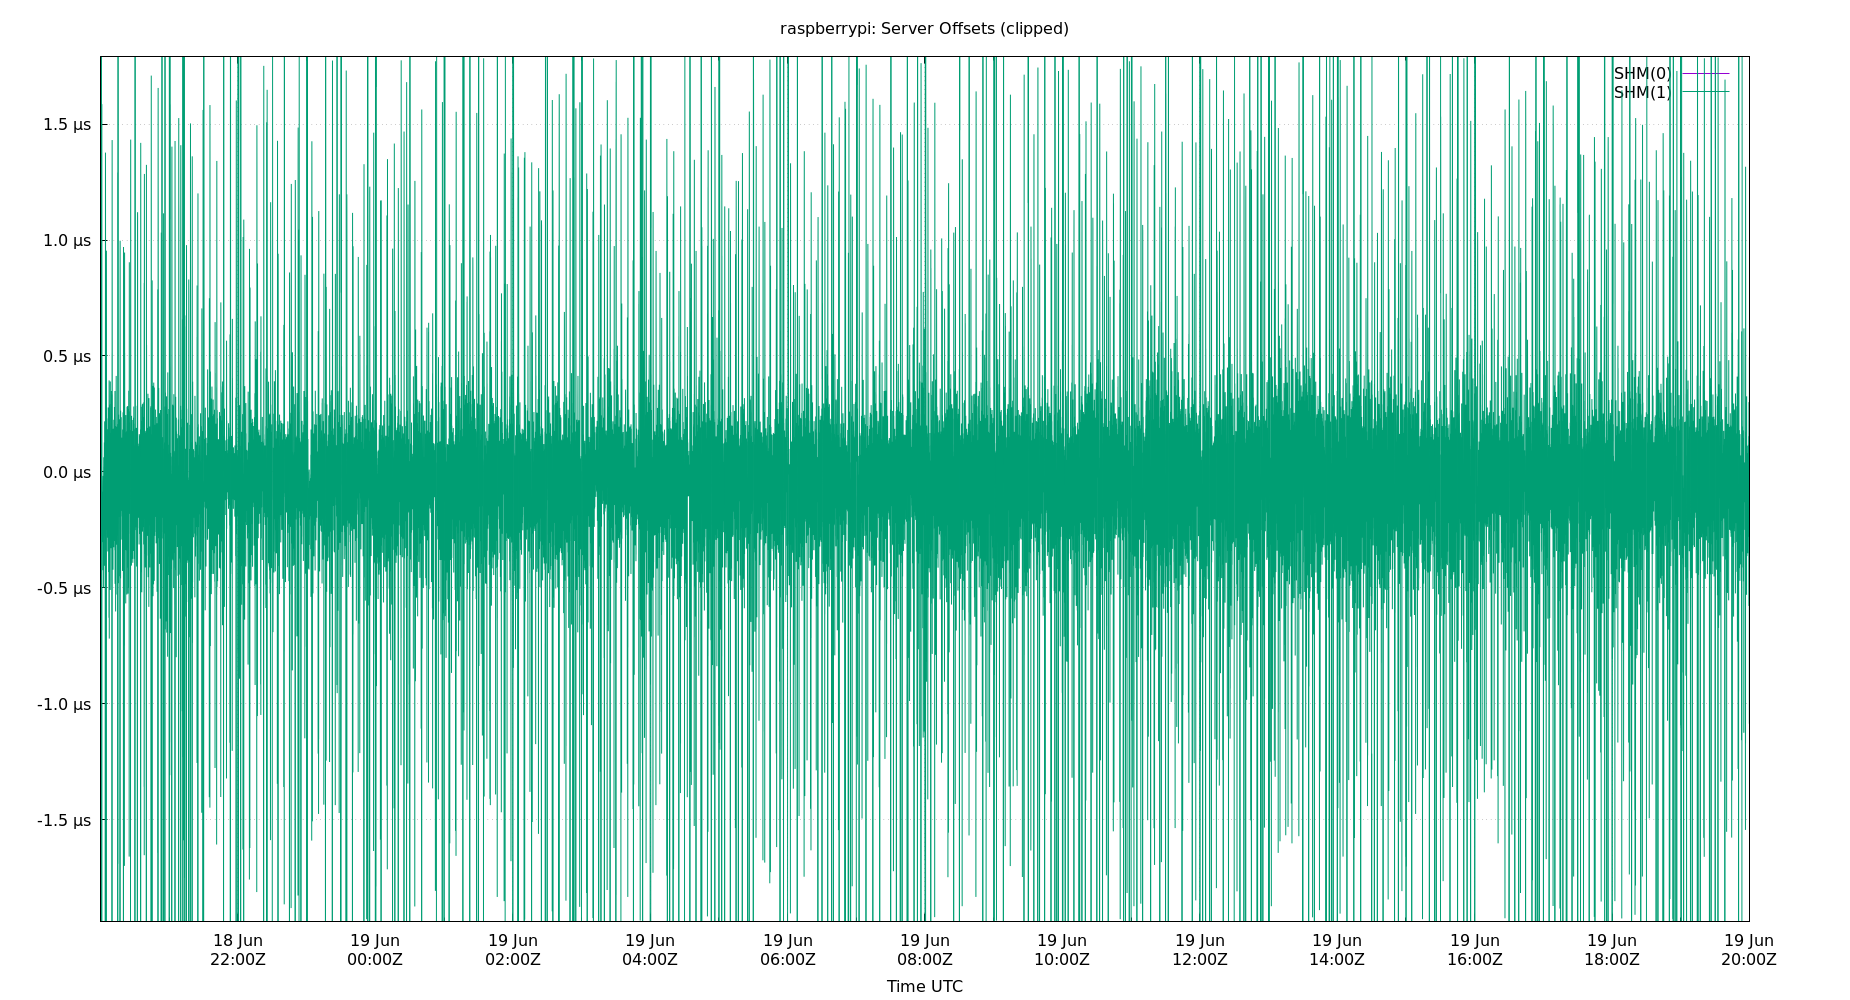 raspberrypi: Server Offsets (clipped)
SHM(0)
SHM(1)
1.5 µs
1.0 µs
0.5 µs
0.0 µs
-0.5 µs
-1.0 µs
-1.5 µs
18 Jun 19 Jun 19 Jun 19 Jun 19 Jun 19 Jun 19 Jun 19 Jun 19 Jun 19 Jun 19 Jun 19 Jun
22:00Z 00:00Z 02:00Z 04:00Z 06:00Z 08:00Z 10:00Z 12:00Z 14:00Z 16:00Z 18:00Z 20:00Z
Time UTC